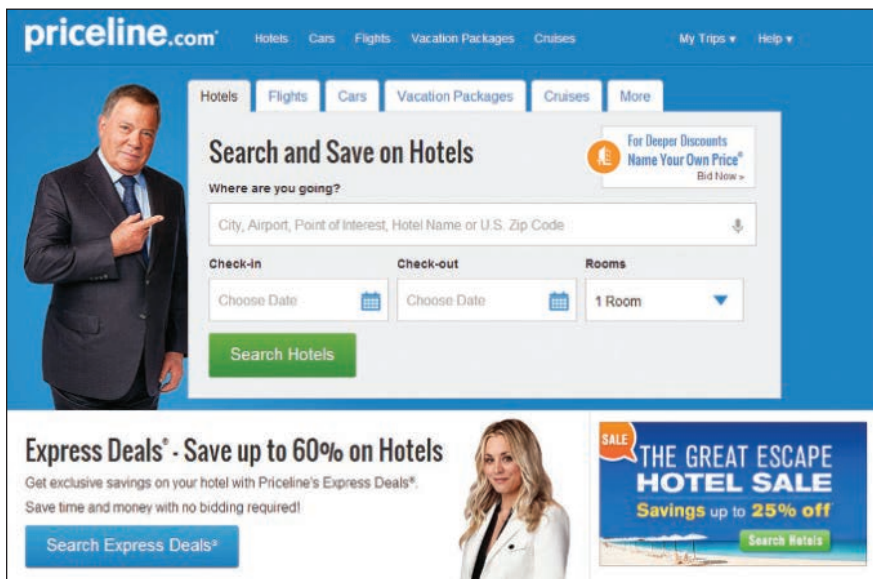 priceline.com®
Hotels Cars Flights Vacation Packages Cruises My Trips ▾ Help ▾
Hotels Flights Cars Vacation Packages Cruises More
Search and Save on Hotels
For Deeper Discounts
Name Your Own Price®
Bid Now »
Where are you going?
City, Airport, Point of Interest, Hotel Name or U.S. Zip Code
Check-in Check-out Rooms
Choose Date Choose Date 1 Room
Search Hotels
Express Deals® - Save up to 60% on Hotels
Get exclusive savings on your hotel with Priceline's Express Deals®.
Save time and money with no bidding required!
Search Express Deals®
SALE
THE GREAT ESCAPE
HOTEL SALE
Savings up to 25% off
Search Hotels